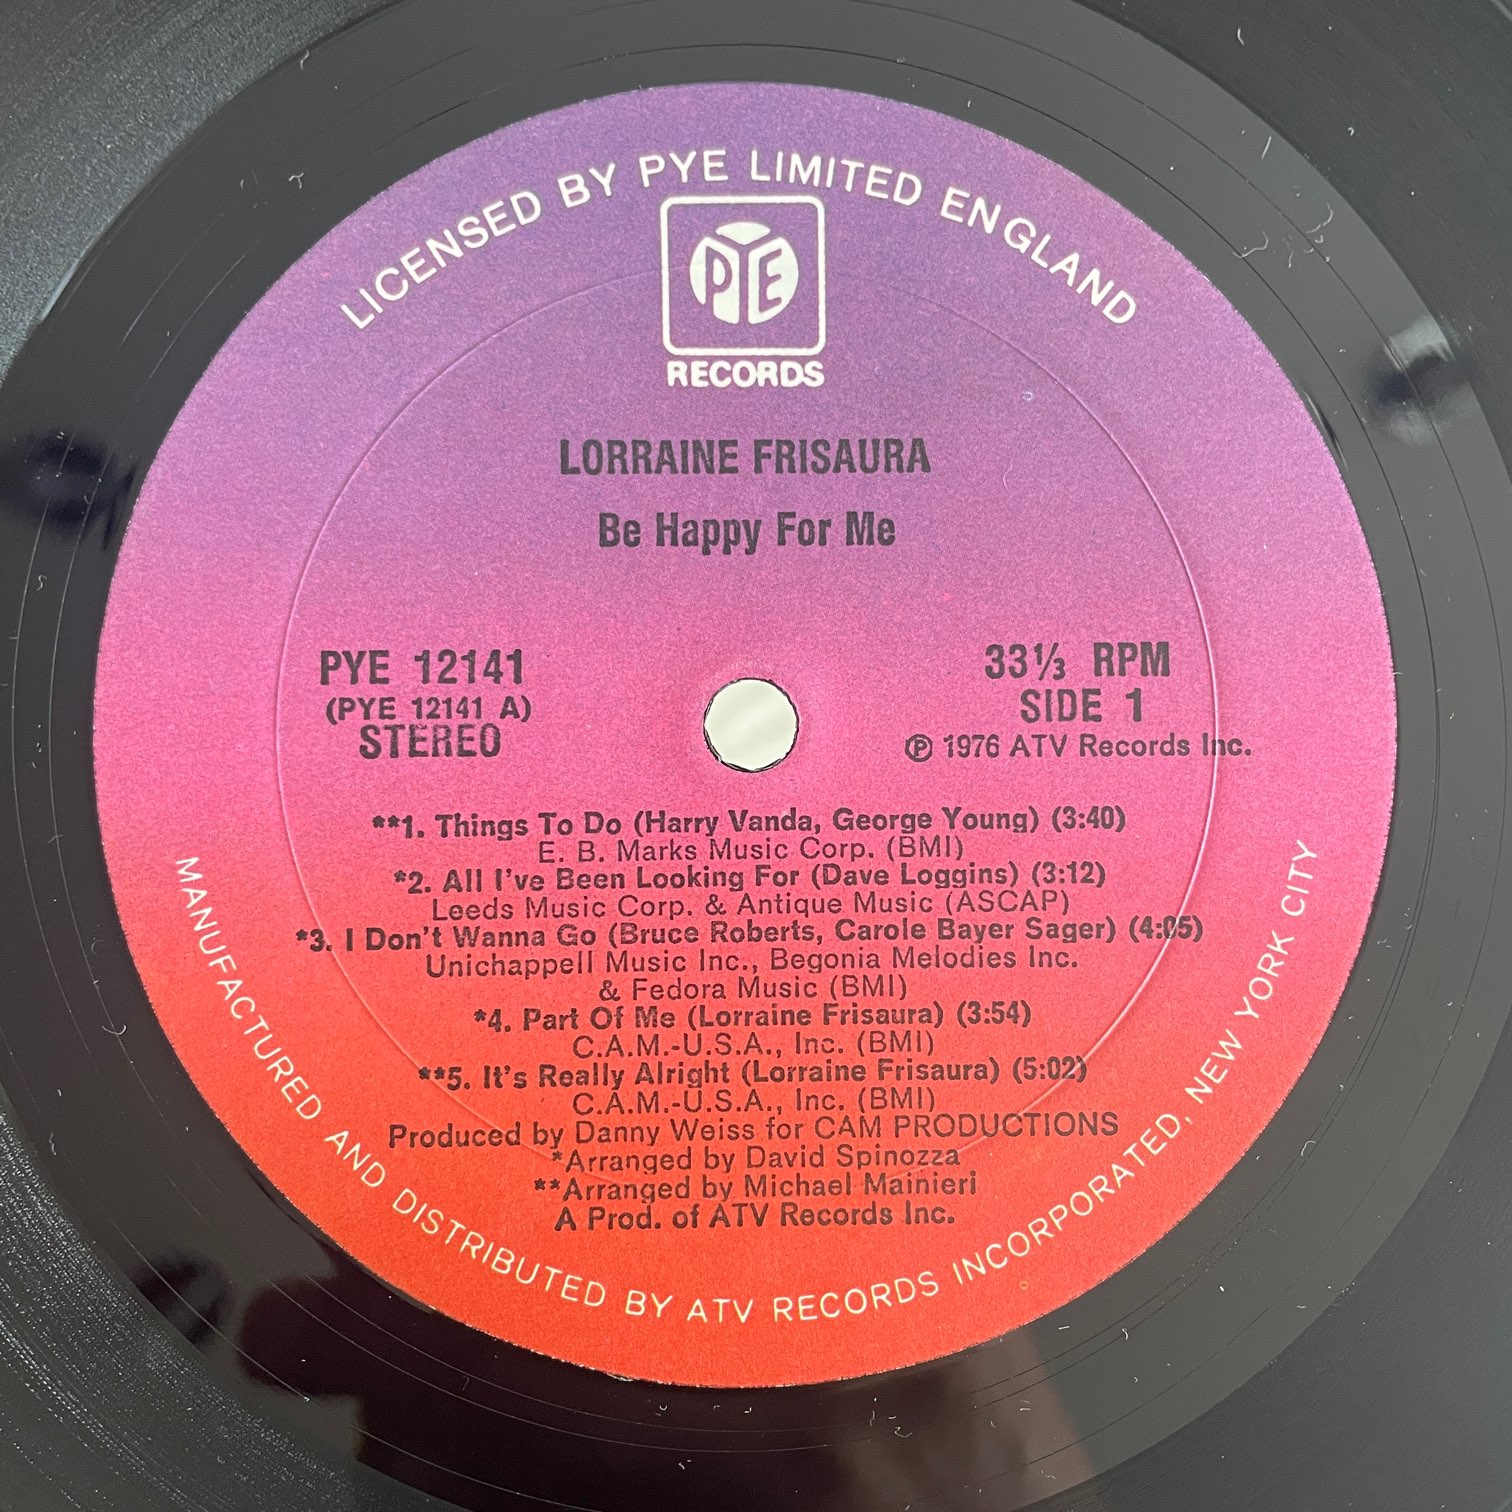 LICENSED BY PYE LIMITED ENGLAND
PYE
RECORDS
LORRAINE FRISAURA
Be Happy For Me
PYE 12141
(PYE 12141 A)
STEREO
33⅓ RPM
SIDE 1
℗ 1976 ATV Records Inc.
**1. Things To Do (Harry Vanda, George Young) (3:40)
E. B. Marks Music Corp. (BMI)
*2. All I've Been Looking For (Dave Loggins) (3:12)
Leeds Music Corp. & Antique Music (ASCAP)
*3. I Don't Wanna Go (Bruce Roberts, Carole Bayer Sager) (4:05)
Unichappell Music Inc., Begonia Melodies Inc.
& Fedora Music (BMI)
*4. Part Of Me (Lorraine Frisaura) (3:54)
C.A.M.-U.S.A., Inc. (BMI)
**5. It's Really Alright (Lorraine Frisaura) (5:02)
C.A.M.-U.S.A., Inc. (BMI)
Produced by Danny Weiss for CAM PRODUCTIONS
*Arranged by David Spinozza
**Arranged by Michael Mainieri
A Prod. of ATV Records Inc.
MANUFACTURED AND DISTRIBUTED BY ATV RECORDS INCORPORATED, NEW YORK CITY